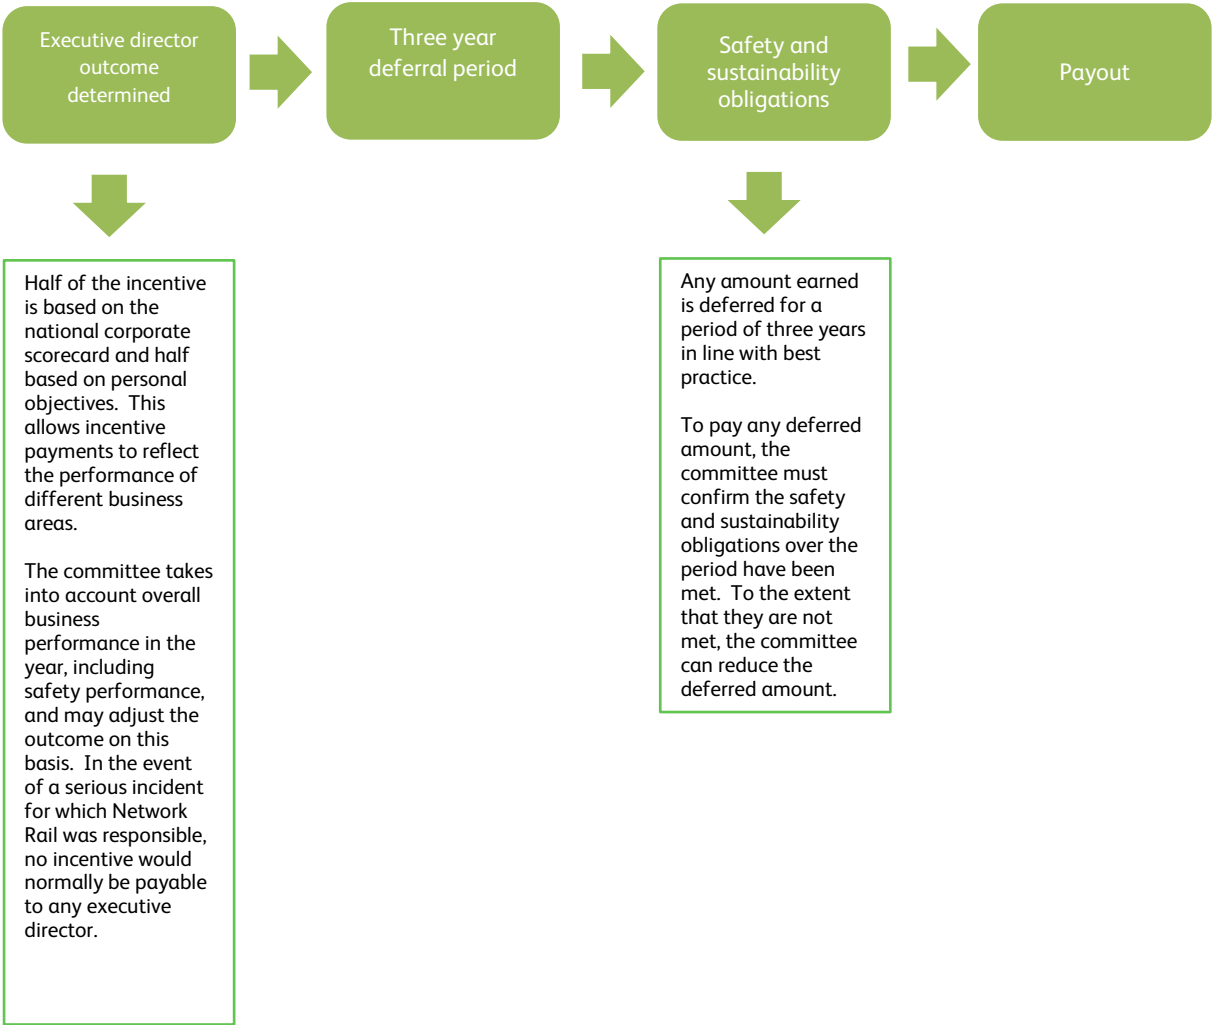 Executive director
outcome
determined
Three year
deferral period
Safety and
sustainability
obligations
Payout
Half of the incentive
is based on the
national corporate
scorecard and half
based on personal
objectives.  This
allows incentive
payments to reflect
the performance of
different business
areas.
The committee takes
into account overall
business
performance in the
year, including
safety performance,
and may adjust the
outcome on this
basis.  In the event
of a serious incident
for which Network
Rail was responsible,
no incentive would
normally be payable
to any executive
director.
Any amount earned
is deferred for a
period of three years
in line with best
practice.
To pay any deferred
amount, the
committee must
confirm the safety
and sustainability
obligations over the
period have been
met.  To the extent
that they are not
met, the committee
can reduce the
deferred amount.